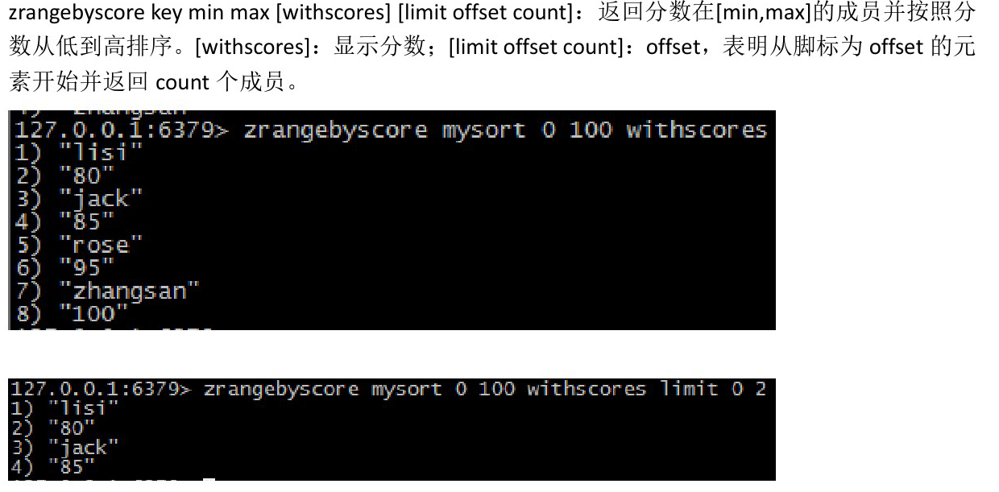 zrangebyscore key min max [withscores] [limit offset count]：返回分数在[min,max]的成员并按照分
数从低到高排序。[withscores]：显示分数；[limit offset count]：offset，表明从脚标为 offset 的元
素开始并返回 count 个成员。
127.0.0.1:6379> zrangebyscore mysort 0 100 withscores
1) "lisi"
2) "80"
3) "jack"
4) "85"
5) "rose"
6) "95"
7) "zhangsan"
8) "100"
127.0.0.1:6379> zrangebyscore mysort 0 100 withscores limit 0 2
1) "lisi"
2) "80"
3) "jack"
4) "85"